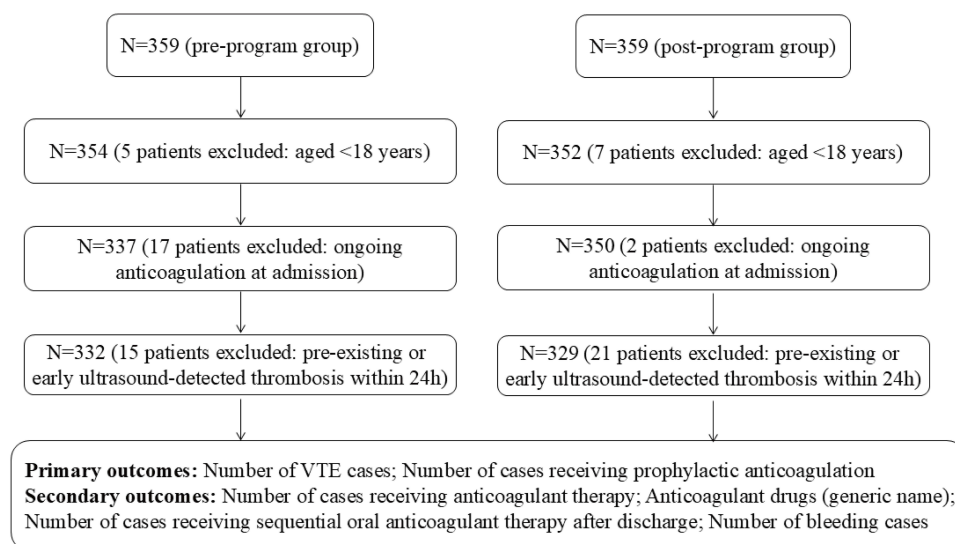 N=359 (pre-program group)
N=359 (post-program group)
N=354 (5 patients excluded: aged <18 years)
N=352 (7 patients excluded: aged <18 years)
N=337 (17 patients excluded: ongoing
anticoagulation at admission)
N=350 (2 patients excluded: ongoing
anticoagulation at admission)
N=332 (15 patients excluded: pre-existing or
early ultrasound-detected thrombosis within 24h)
N=329 (21 patients excluded: pre-existing or
early ultrasound-detected thrombosis within 24h)
Primary outcomes: Number of VTE cases; Number of cases receiving prophylactic anticoagulation
Secondary outcomes: Number of cases receiving anticoagulant therapy; Anticoagulant drugs (generic name);
Number of cases receiving sequential oral anticoagulant therapy after discharge; Number of bleeding cases